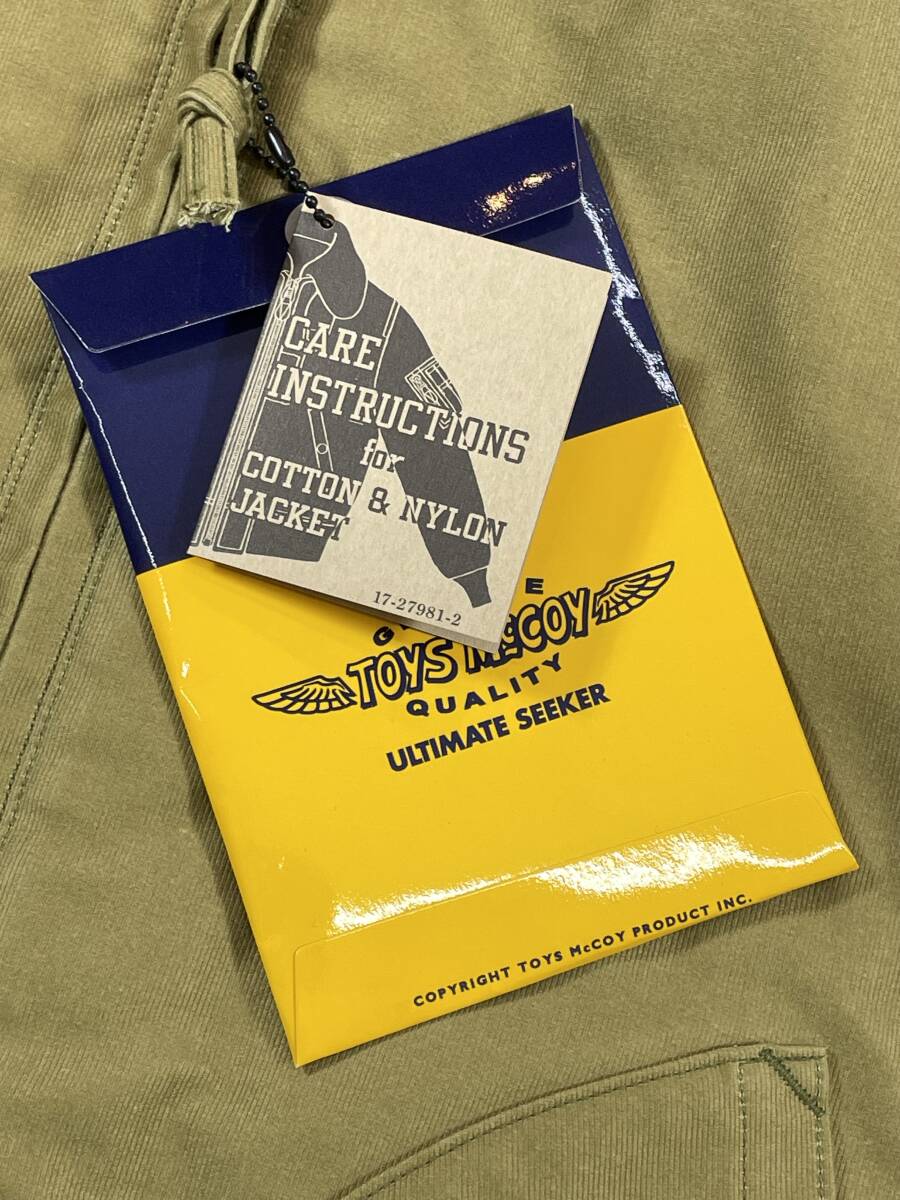 CARE
INSTRUCTIONS
for
COTTON & NYLON
JACKET
17-27981-2
TOYS McCOY
QUALITY
ULTIMATE SEEKER
COPYRIGHT TOYS McCOY PRODUCT INC.